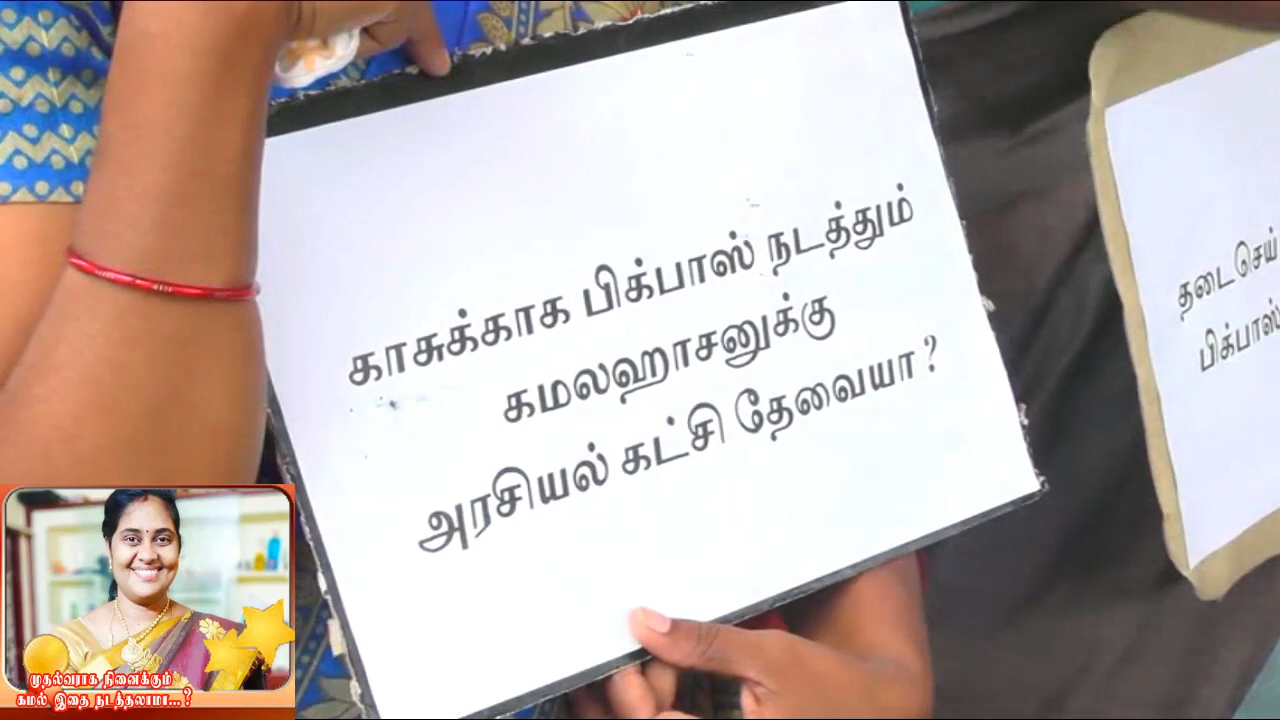 காசுக்காக பிக்பாஸ் நடத்தும்
கமலஹாசனுக்கு
அரசியல் கட்சி தேவையா ?
தடை செய்
பிக்பாஸ்
முதல்வராக நினைக்கும்
கமல் இதை நடத்தலாமா...?